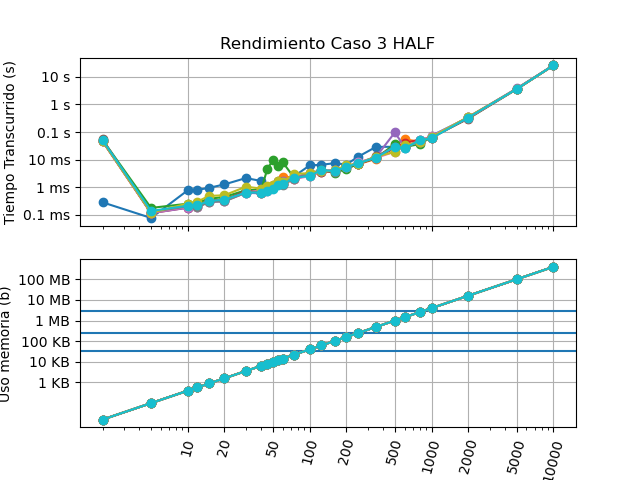 Rendimiento Caso 3 HALF
Tiempo Transcurrido (s)
10 s
1 s
0.1 s
10 ms
1 ms
0.1 ms
Uso memoria (b)
100 MB
10 MB
1 MB
100 KB
10 KB
1 KB
10
20
50
100
200
500
1000
2000
5000
10000